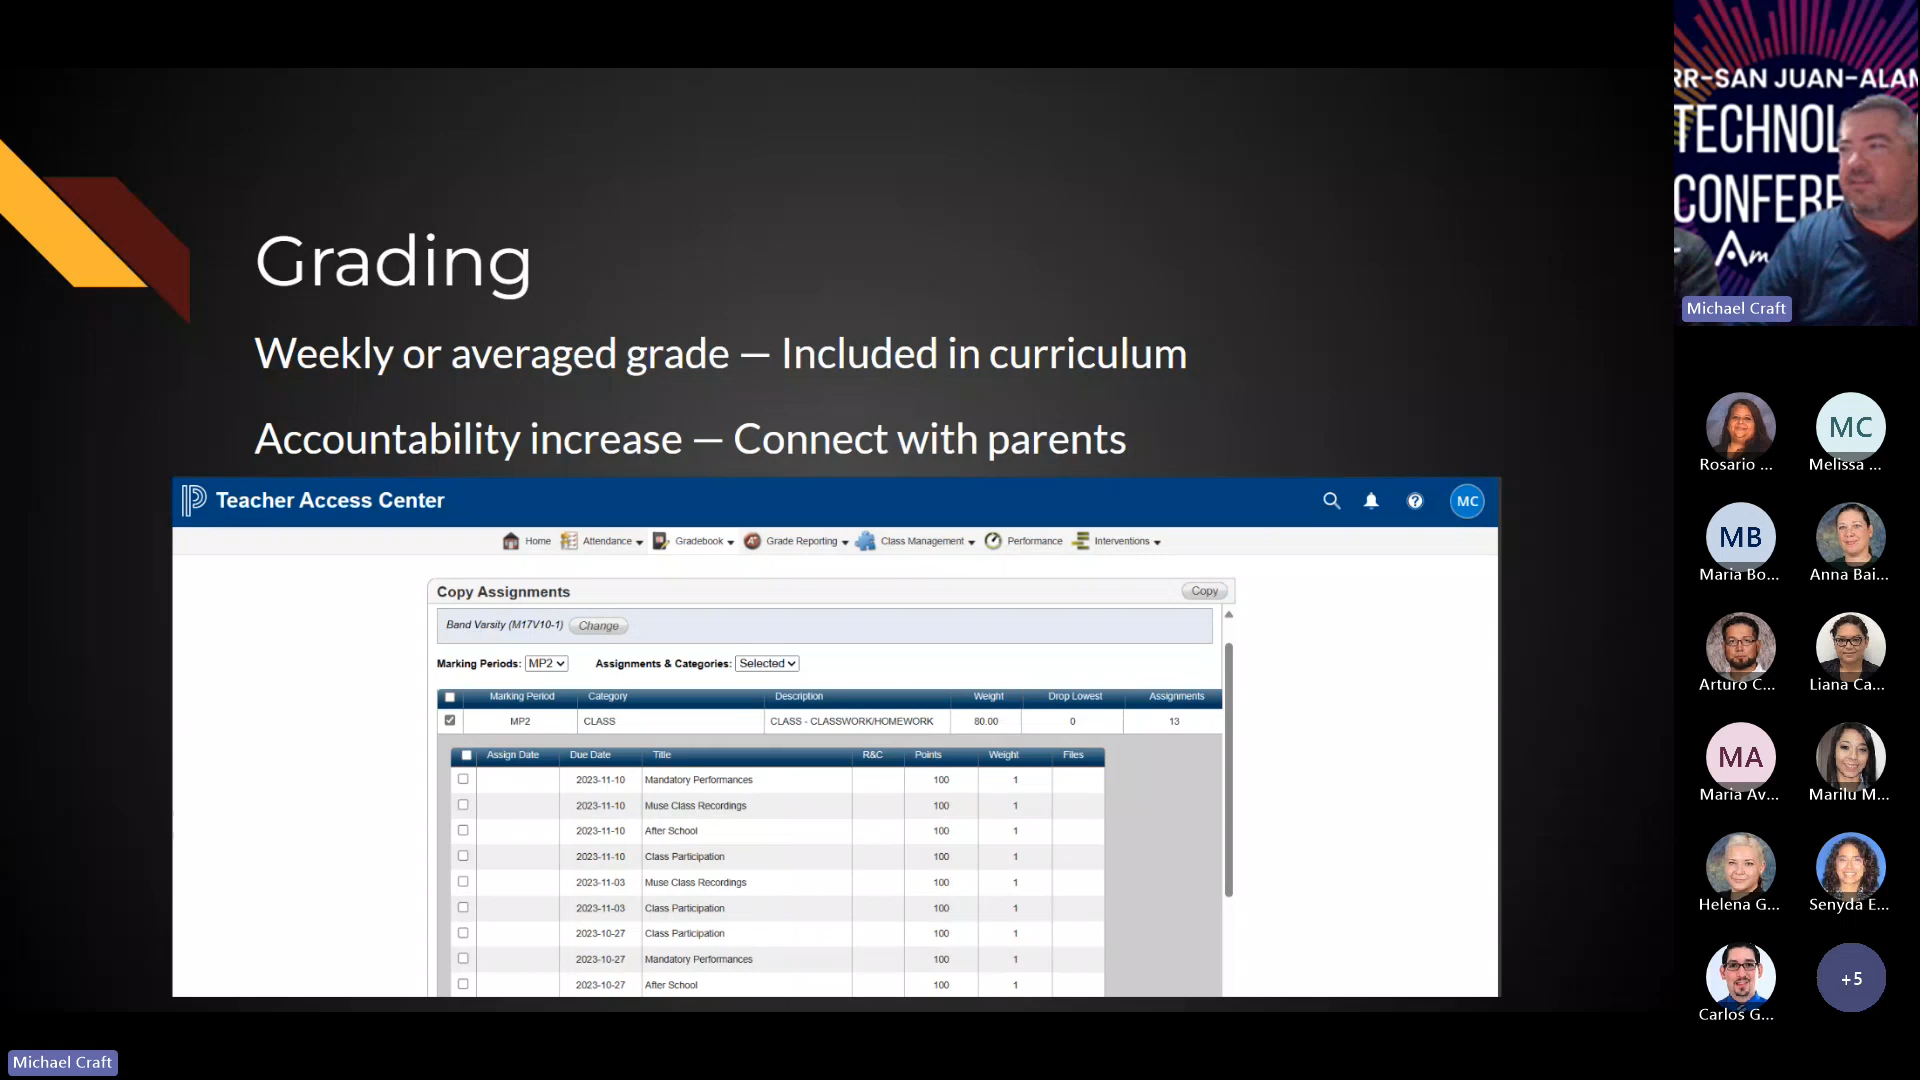 Grading
Weekly or averaged grade — Included in curriculum
Accountability increase — Connect with parents
Teacher Access Center
MC
Home Attendance Gradebook Grade Reporting Class Management Performance Interventions
Copy Assignments Copy
Band Varsity (M17V10-1) Change
Marking Periods: MP2 Assignments & Categories: Selected
Marking Period Category Description Weight Drop Lowest Assignments
MP2 CLASS CLASS - CLASSWORK/HOMEWORK 80.00 0 13
Assign Date Due Date Title R&C Points Weight Files
2023-11-10 Mandatory Performances 100 1
2023-11-10 Muse Class Recordings 100 1
2023-11-10 After School 100 1
2023-11-10 Class Participation 100 1
2023-11-03 Muse Class Recordings 100 1
2023-11-03 Class Participation 100 1
2023-10-27 Class Participation 100 1
2023-10-27 Mandatory Performances 100 1
2023-10-27 After School 100 1
Michael Craft
RR-SAN JUAN-ALAM
TECHNOL
CONFERE
Am
Michael Craft
MC
Rosario ... Melissa ...
MB
Maria Bo... Anna Bai...
Arturo C... Liana Ca...
MA
Maria Av... Marilu M...
Helena G... Senyda E...
+5
Carlos G...